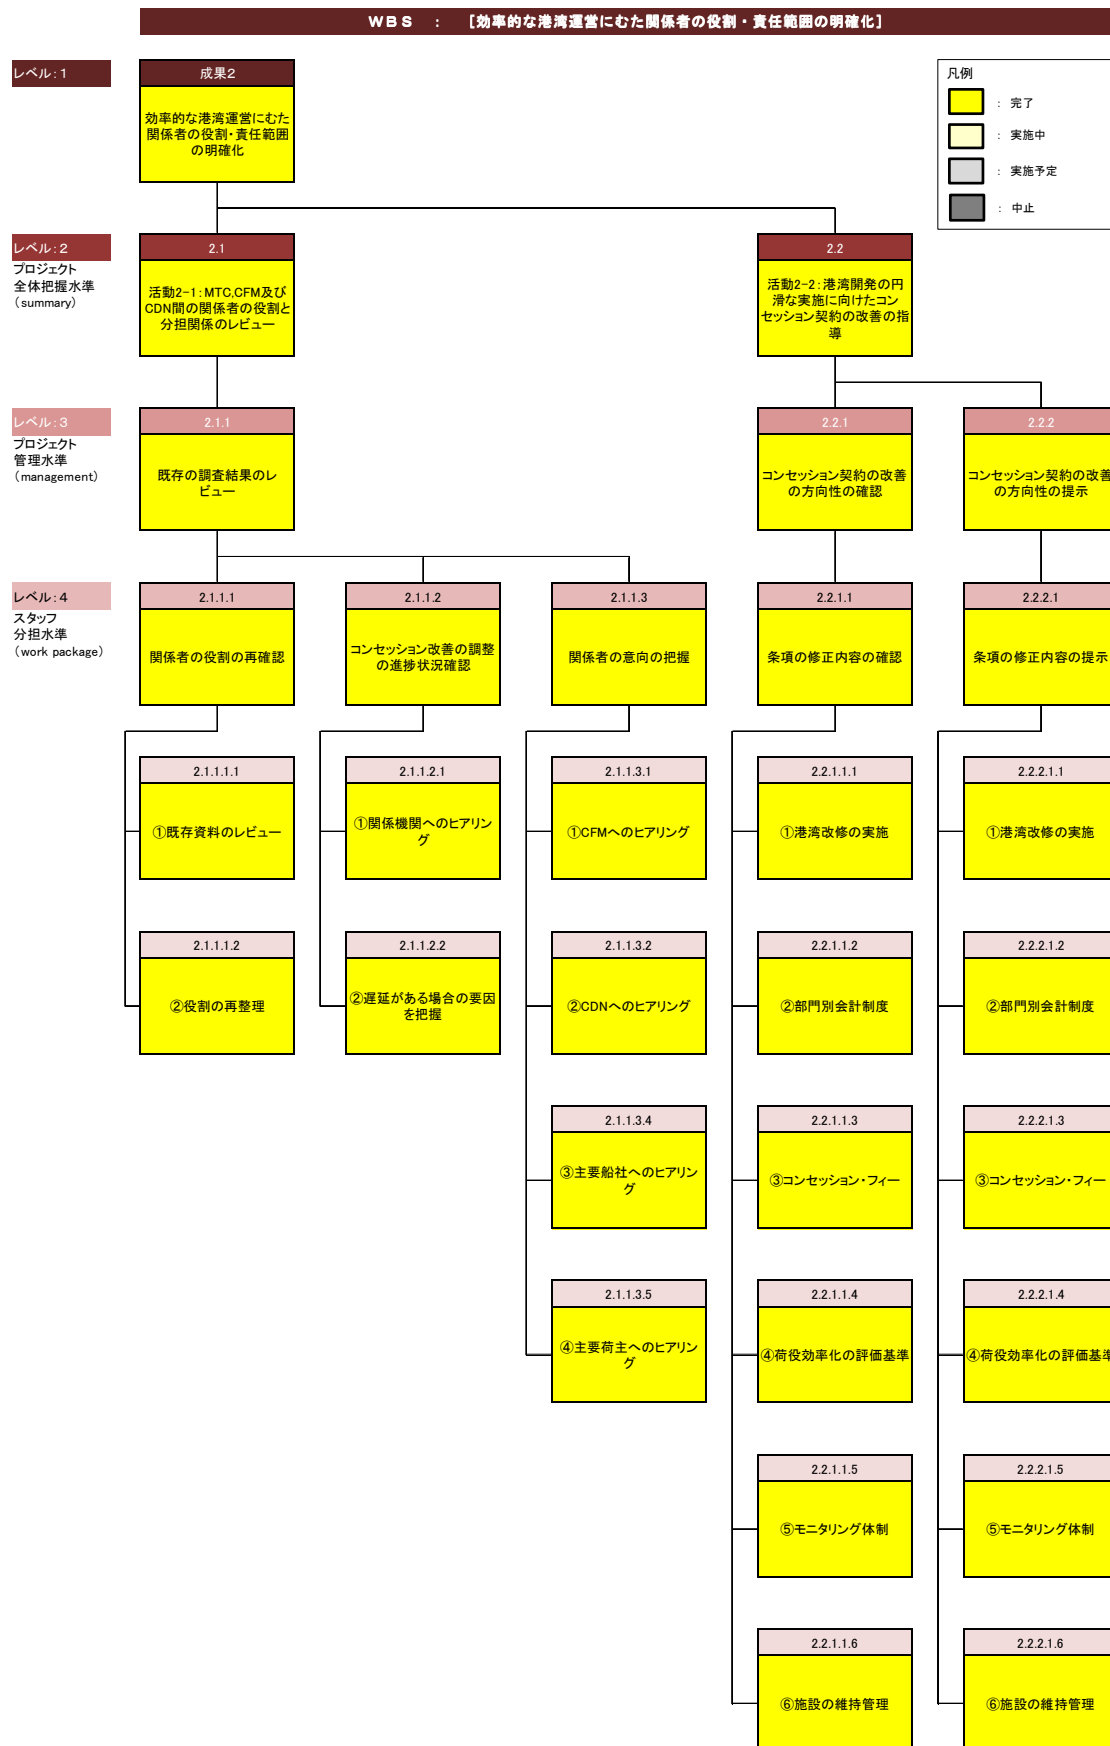 WBS : [効率的な港湾運営にむた関係者の役割・責任範囲の明確化]
レベル:1
成果2
効率的な港湾運営にむた
関係者の役割・責任範囲
の明確化
凡例
: 完了
: 実施中
: 実施予定
: 中止
レベル:2
プロジェクト
全体把握水準
(summary)
2.1
活動2-1:MTC,CFM及び
CDN間の関係者の役割と
分担関係のレビュー
2.2
活動2-2:港湾開発の円
滑な実施に向けたコン
セッション契約の改善の指
導
レベル:3
プロジェクト
管理水準
(management)
2.1.1
既存の調査結果のレ
ビュー
2.2.1
コンセッション契約の改善
の方向性の確認
2.2.2
コンセッション契約の改善
の方向性の提示
レベル:4
スタッフ
分担水準
(work package)
2.1.1.1
関係者の役割の再確認
2.1.1.2
コンセッション改善の調整
の進捗状況確認
2.1.1.3
関係者の意向の把握
2.2.1.1
条項の修正内容の確認
2.2.2.1
条項の修正内容の提示
2.1.1.1.1
①既存資料のレビュー
2.1.1.2.1
①関係機関へのヒアリン
グ
2.1.1.3.1
①CFMへのヒアリング
2.2.1.1.1
①港湾改修の実施
2.2.2.1.1
①港湾改修の実施
2.1.1.1.2
②役割の再整理
2.1.1.2.2
②遅延がある場合の要因
を把握
2.1.1.3.2
②CDNへのヒアリング
2.2.1.1.2
②部門別会計制度
2.2.2.1.2
②部門別会計制度
2.1.1.3.4
③主要船社へのヒアリン
グ
2.2.1.1.3
③コンセッション・フィー
2.2.2.1.3
③コンセッション・フィー
2.1.1.3.5
④主要荷主へのヒアリン
グ
2.2.1.1.4
④荷役効率化の評価基準
2.2.2.1.4
④荷役効率化の評価基準
2.2.1.1.5
⑤モニタリング体制
2.2.2.1.5
⑤モニタリング体制
2.2.1.1.6
⑥施設の維持管理
2.2.2.1.6
⑥施設の維持管理